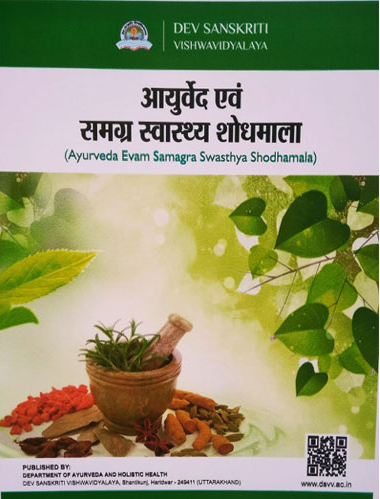 DEV SANSKRITI
VISHWAVIDYALAYA
आयुर्वेद एवं
समग्र स्वास्थ्य शोधमाला
(Ayurveda Evam Samagra Swasthya Shodhamala)
PUBLISHED BY:
DEPARTMENT OF AYURVEDA AND HOLISTIC HEALTH
DEV SANSKRITI VISHWAVIDYALAYA, Shantikunj, Haridwar - 249411 (UTTARAKHAND)
www.dsvv.ac.in